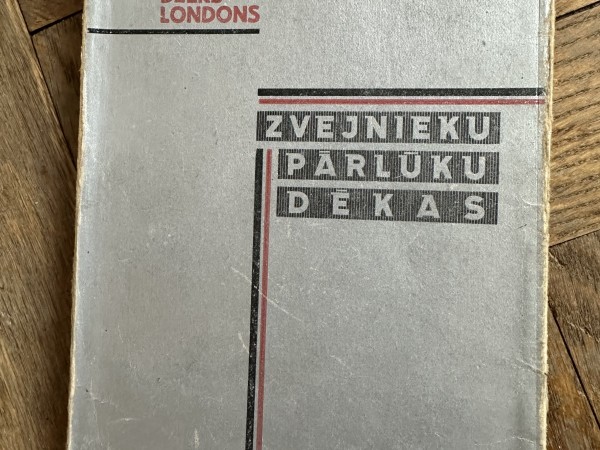 LONDONS
ZVEJNIEKU
PĀRLŪKU
DĒKAS